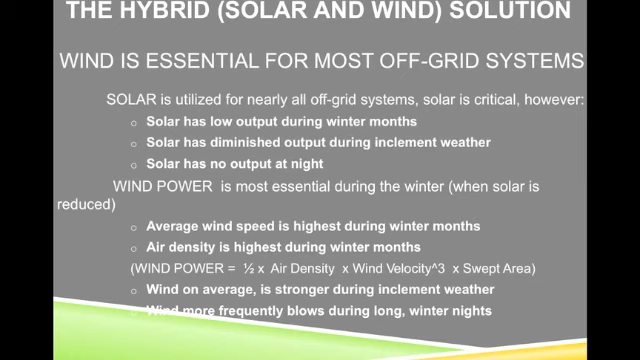 THE HYBRID (SOLAR AND WIND) SOLUTION
WIND IS ESSENTIAL FOR MOST OFF-GRID SYSTEMS
SOLAR is utilized for nearly all off-grid systems, solar is critical, however:
o Solar has low output during winter months
o Solar has diminished output during inclement weather
o Solar has no output at night
WIND POWER is most essential during the winter (when solar is
reduced)
o Average wind speed is highest during winter months
o Air density is highest during winter months
(WIND POWER = ½ x Air Density x Wind Velocity^3 x Swept Area)
o Wind on average, is stronger during inclement weather
o Wind more frequently blows during long, winter nights